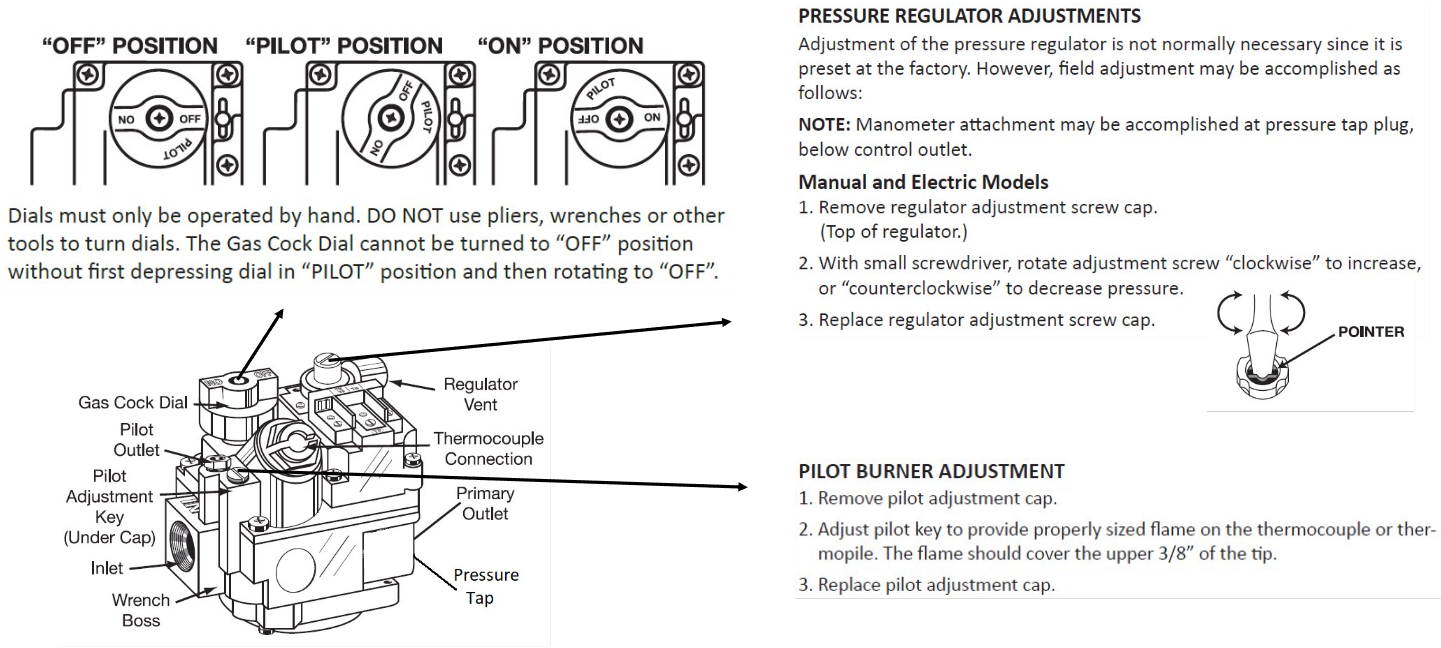 “OFF” POSITION
“PILOT” POSITION
“ON” POSITION
NO OFF
PILOT
OFF
PILOT
NO
PILOT
OFF NO
Dials must only be operated by hand. DO NOT use pliers, wrenches or other
tools to turn dials. The Gas Cock Dial cannot be turned to “OFF” position
without first depressing dial in “PILOT” position and then rotating to “OFF”.
Gas Cock Dial
Pilot
Outlet
Pilot
Adjustment
Key
(Under Cap)
Inlet
Wrench
Boss
OFF
IN
Regulator
Vent
Thermocouple
Connection
Primary
Outlet
Pressure
Tap
PRESSURE REGULATOR ADJUSTMENTS
Adjustment of the pressure regulator is not normally necessary since it is
preset at the factory. However, field adjustment may be accomplished as
follows:
NOTE: Manometer attachment may be accomplished at pressure tap plug,
below control outlet.
Manual and Electric Models
1. Remove regulator adjustment screw cap.
(Top of regulator.)
2. With small screwdriver, rotate adjustment screw “clockwise” to increase,
or “counterclockwise” to decrease pressure.
3. Replace regulator adjustment screw cap.
POINTER
PILOT BURNER ADJUSTMENT
1. Remove pilot adjustment cap.
2. Adjust pilot key to provide properly sized flame on the thermocouple or ther-
mopile. The flame should cover the upper 3/8” of the tip.
3. Replace pilot adjustment cap.